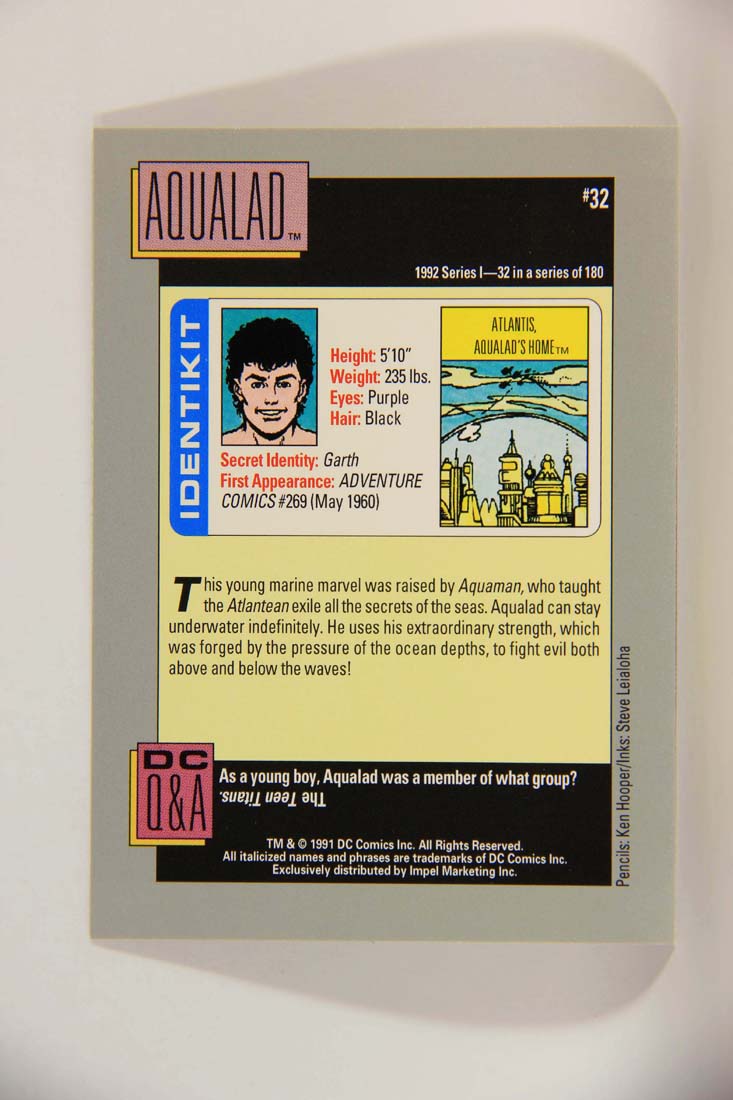 AQUALAD™
#32
1992 Series I—32 in a series of 180
IDENTIKIT
Height: 5'10"
Weight: 235 lbs.
Eyes: Purple
Hair: Black
Secret Identity: Garth
First Appearance: ADVENTURE
COMICS #269 (May 1960)
ATLANTIS,
AQUALAD'S HOME™
This young marine marvel was raised by Aquaman, who taught
the Atlantean exile all the secrets of the seas. Aqualad can stay
underwater indefinitely. He uses his extraordinary strength, which
was forged by the pressure of the ocean depths, to fight evil both
above and below the waves!
Pencils: Ken Hooper/Inks: Steve Leialoha
DC
Q&A
As a young boy, Aqualad was a member of what group?
The Teen Titans.
TM & © 1991 DC Comics Inc. All Rights Reserved.
All italicized names and phrases are trademarks of DC Comics Inc.
Exclusively distributed by Impel Marketing Inc.